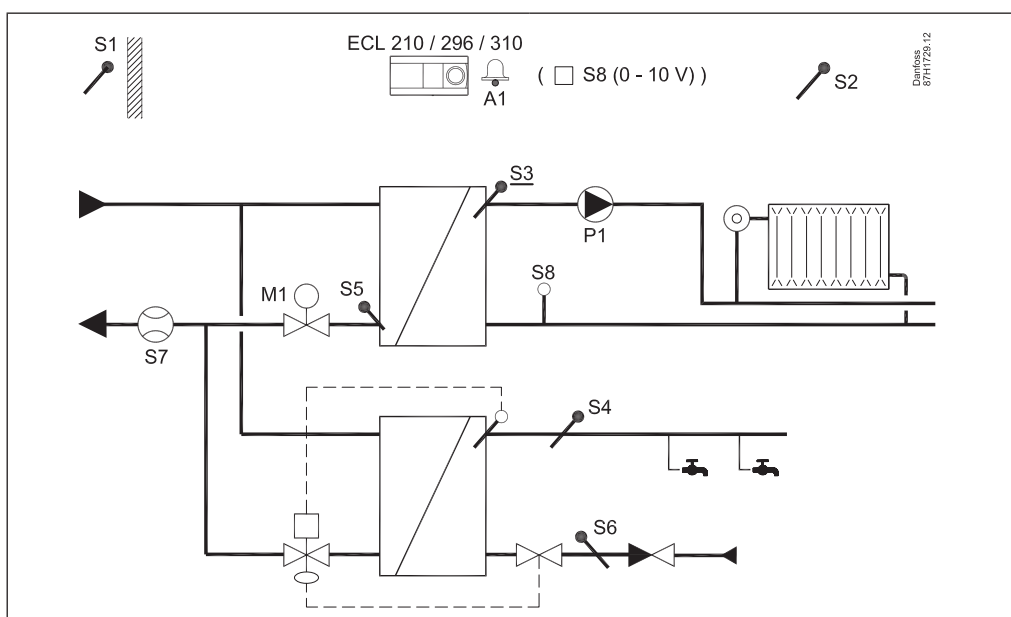 S1
ECL 210 / 296 / 310
A1
( S8 (0 - 10 V) )
S2
Danfoss
87H1729.12
S3
P1
S8
M1
S5
S7
S4
S6